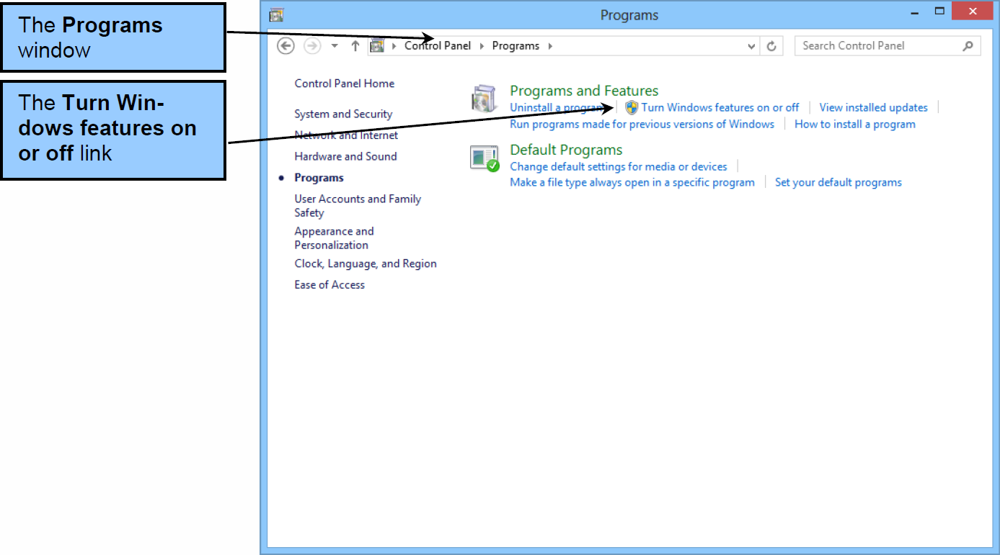 The Programs
window
The Turn Win-
dows features on
or off link
Programs
Control Panel Programs
Search Control Panel
Control Panel Home
System and Security
Network and Internet
Hardware and Sound
Programs
User Accounts and Family
Safety
Appearance and
Personalization
Clock, Language, and Region
Ease of Access
Programs and Features
Uninstall a program Turn Windows features on or off View installed updates
Run programs made for previous versions of Windows How to install a program
Default Programs
Change default settings for media or devices
Make a file type always open in a specific program Set your default programs